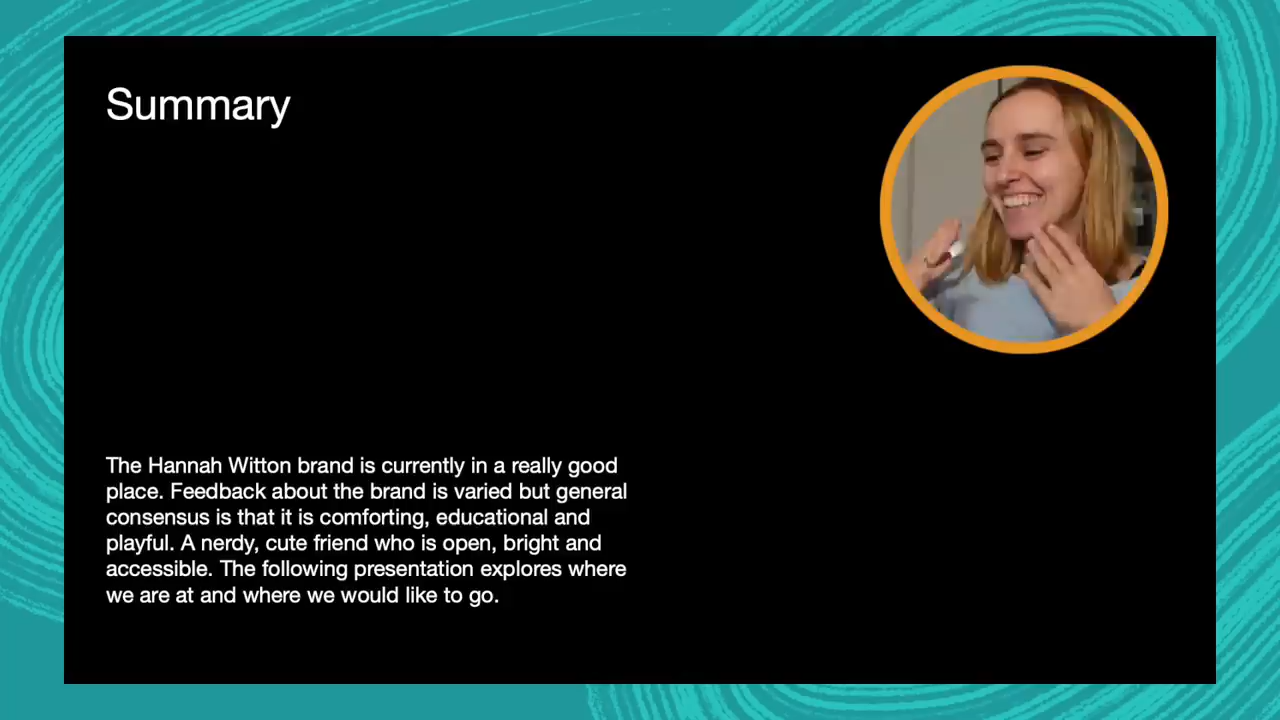 Summary
The Hannah Witton brand is currently in a really good
place. Feedback about the brand is varied but general
consensus is that it is comforting, educational and
playful. A nerdy, cute friend who is open, bright and
accessible. The following presentation explores where
we are at and where we would like to go.